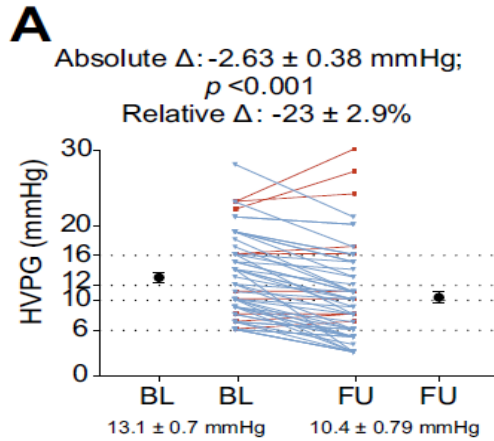 A
Absolute Δ: -2.63 ± 0.38 mmHg;
p <0.001
Relative Δ: -23 ± 2.9%
HVPG (mmHg)
30
20
16
12
10
6
0
BL BL FU FU
13.1 ± 0.7 mmHg 10.4 ± 0.79 mmHg